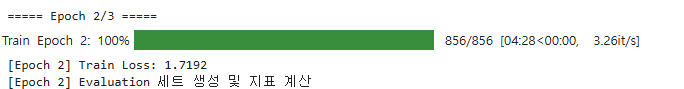 ===== Epoch 2/3 =====
Train Epoch 2: 100% 856/856 [04:28<00:00, 3.26it/s]
[Epoch 2] Train Loss: 1.7192
[Epoch 2] Evaluation 세트 생성 및 지표 계산